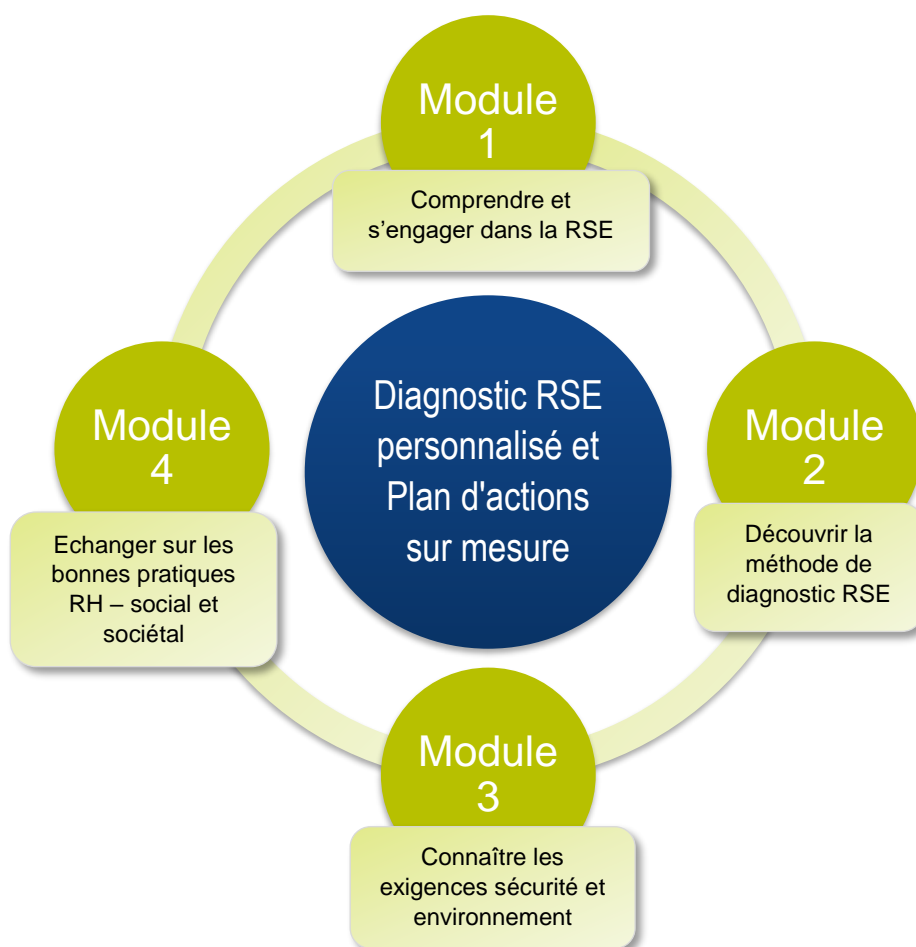 Module
1
Comprendre et
s’engager dans la RSE
Diagnostic RSE
personnalisé et
Plan d'actions
sur mesure
Module
2
Découvrir la
méthode de
diagnostic RSE
Module
3
Connaître les
exigences sécurité et
environnement
Module
4
Echanger sur les
bonnes pratiques
RH – social et
sociétal